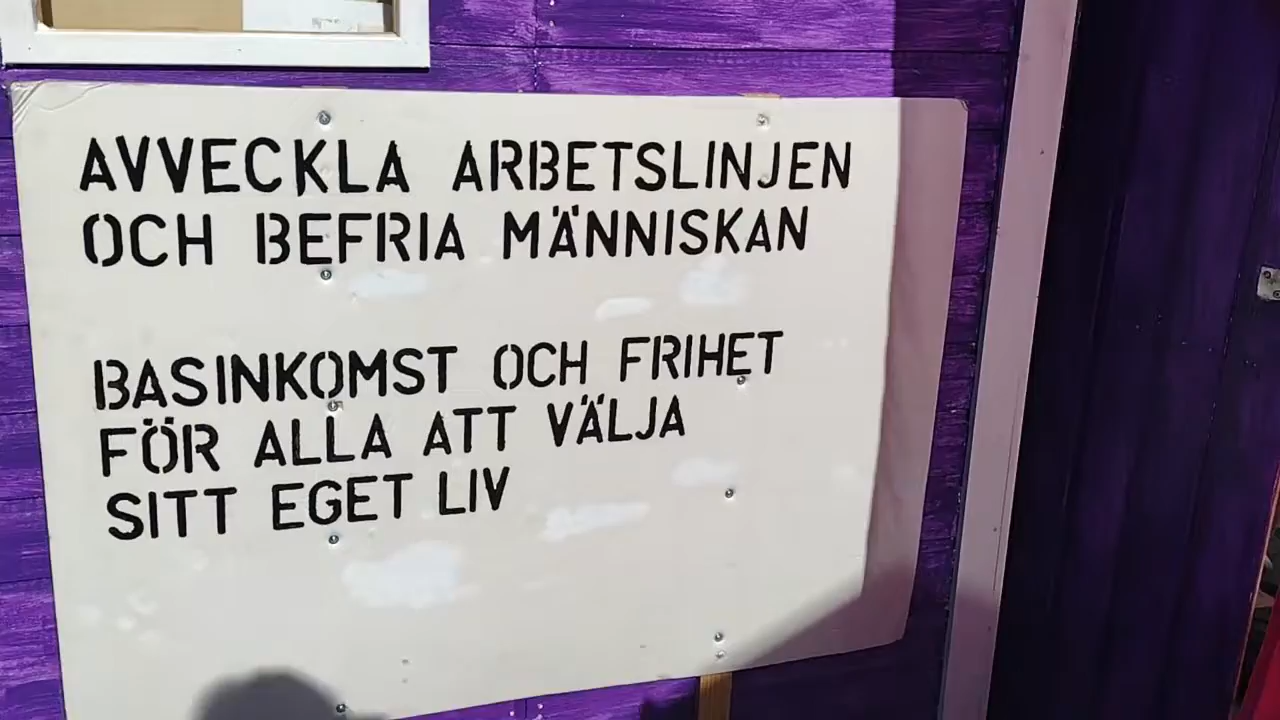 AVVECKLA ARBETSLINJEN
OCH BEFRIA MÄNNISKAN
BASINKOMST OCH FRIHET
FÖR ALLA ATT VÄLJA
SITT EGET LIV